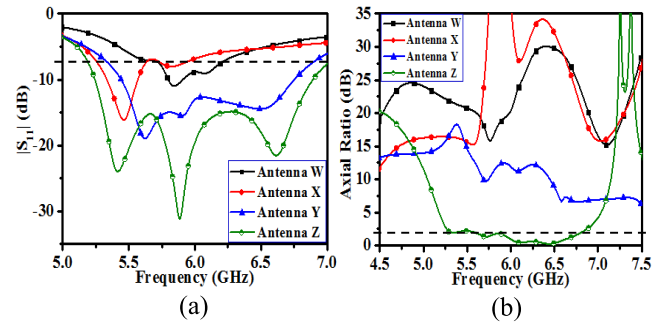 0
-10
-20
-30
|S11| (dB)
Antenna W
Antenna X
Antenna Y
Antenna Z
5.0 5.5 6.0 6.5 7.0
Frequency (GHz)
(a)
35
30
25
20
15
10
5
0
Axial Ratio (dB)
Antenna W
Antenna X
Antenna Y
Antenna Z
4.5 5.0 5.5 6.0 6.5 7.0 7.5
Frequency (GHz)
(b)